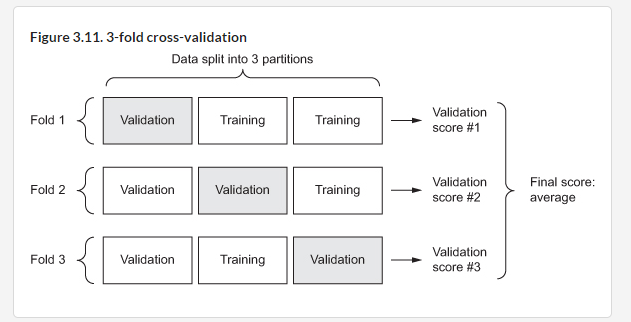 Figure 3.11. 3-fold cross-validation
Data split into 3 partitions
Fold 1
Validation
Training
Training
Validation
score #1
Fold 2
Validation
Validation
Training
Validation
score #2
Final score:
average
Fold 3
Validation
Training
Validation
Validation
score #3